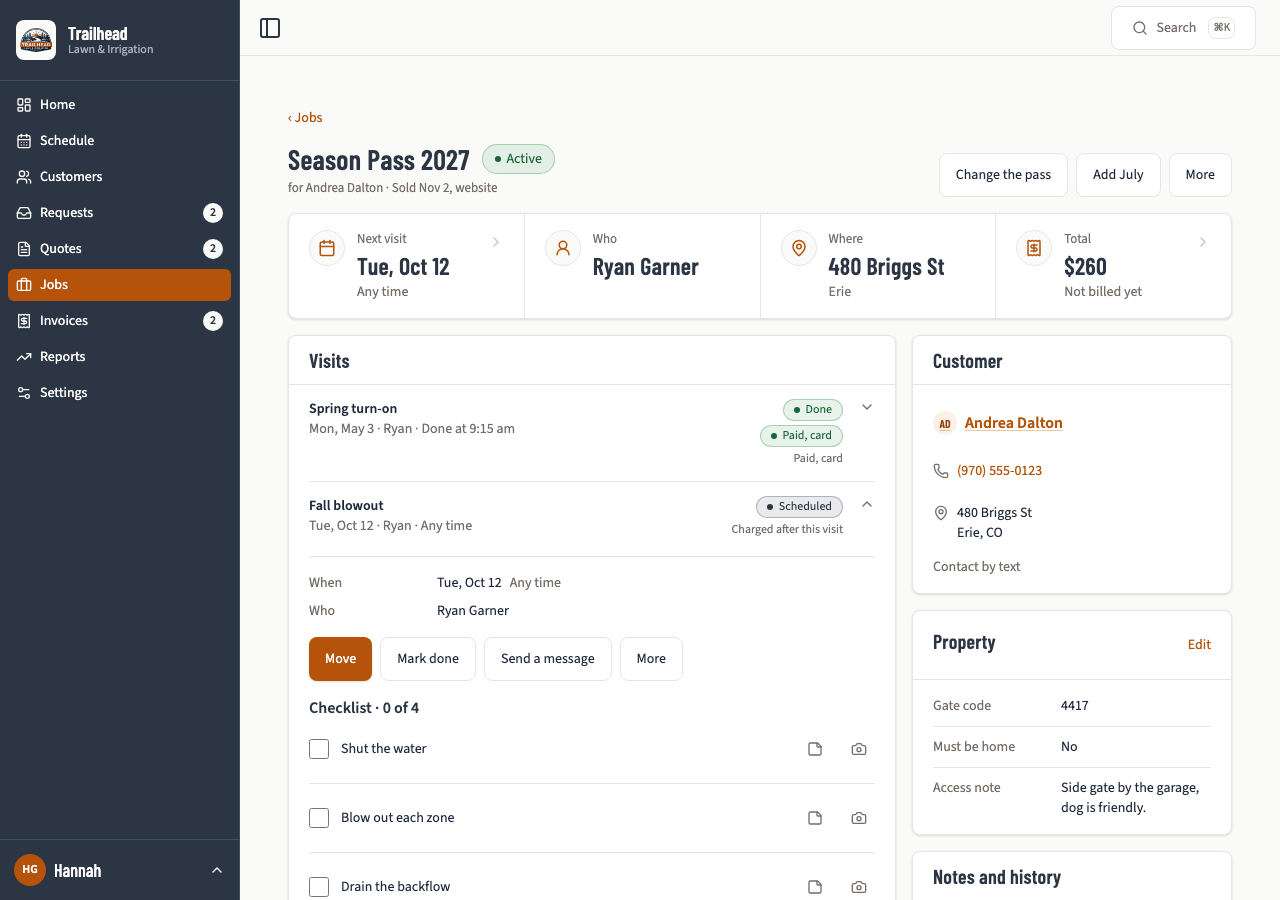 TRAILHEAD
Trailhead
Lawn & Irrigation
Home
Schedule
Customers
Requests 2
Quotes 2
Jobs
Invoices 2
Reports
Settings
HG Hannah
Search ⌘K
‹ Jobs
Season Pass 2027 Active
for Andrea Dalton · Sold Nov 2, website
Change the pass Add July More
Next visit
Tue, Oct 12
Any time
Who
Ryan Garner
Where
480 Briggs St
Erie
Total
$260
Not billed yet
Visits
Spring turn-on
Mon, May 3 · Ryan · Done at 9:15 am
Done
Paid, card
Paid, card
Fall blowout
Tue, Oct 12 · Ryan · Any time
Scheduled
Charged after this visit
When Tue, Oct 12 Any time
Who Ryan Garner
Move Mark done Send a message More
Checklist · 0 of 4
Shut the water
Blow out each zone
Drain the backflow
Customer
AD Andrea Dalton
(970) 555-0123
480 Briggs St
Erie, CO
Contact by text
Property Edit
Gate code 4417
Must be home No
Access note Side gate by the garage,
dog is friendly.
Notes and history